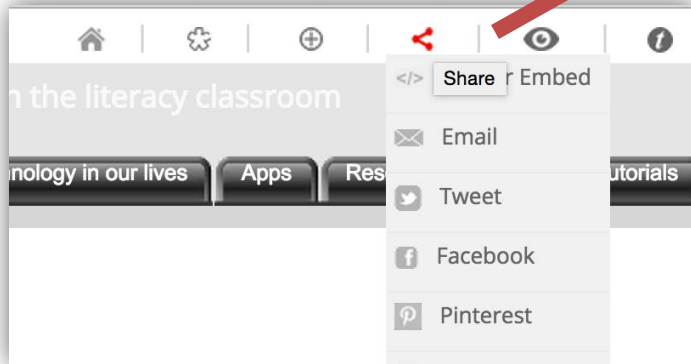 n the literacy classroom
Share r Embed
Email
nology in our lives Apps Res utorials
Tweet
Facebook
Pinterest